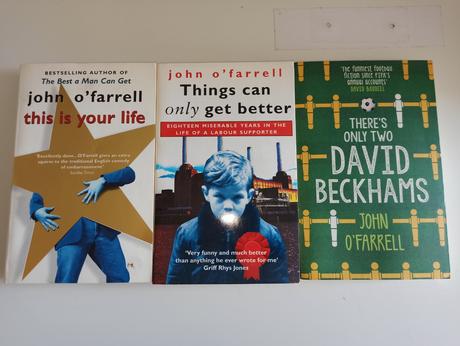 BESTSELLING AUTHOR OF
The Best a Man Can Get
john o'farrell
this is your life
'Excellently done... O'Farrell gives an extra
squirm to the traditional English comedy
of embarrassment'
Sunday Times
john o'farrell
Things can
only get better
EIGHTEEN MISERABLE YEARS IN THE
LIFE OF A LABOUR SUPPORTER
'Very funny and much better
than anything he ever wrote for me'
Griff Rhys Jones
'THE FUNNIEST FOOTBALL
FICTION SINCE FIFA'S
ANNUAL ACCOUNTS'
DAVID BADDIEL
THERE'S
ONLY TWO
DAVID
BECKHAMS
JOHN
O'FARRELL